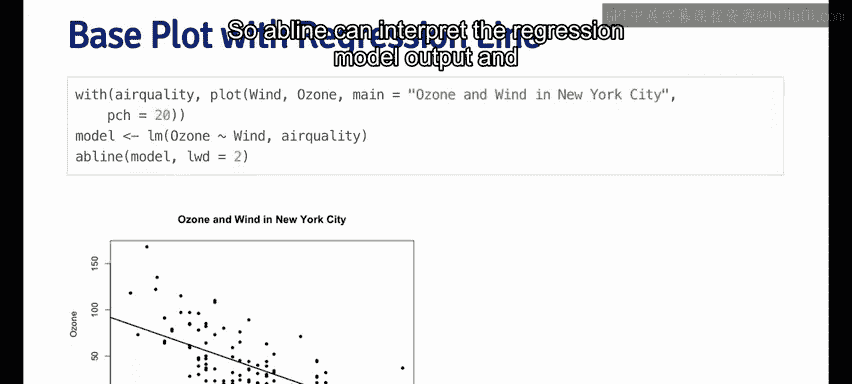 Base Plot with Regression Line
So abline can interpret the regression
model output and
with(airquality, plot(Wind, Ozone, main = "Ozone and Wind in New York City",
pch = 20))
model <- lm(Ozone ~ Wind, airquality)
abline(model, lwd = 2)
Ozone and Wind in New York City
150
100
50
Ozone